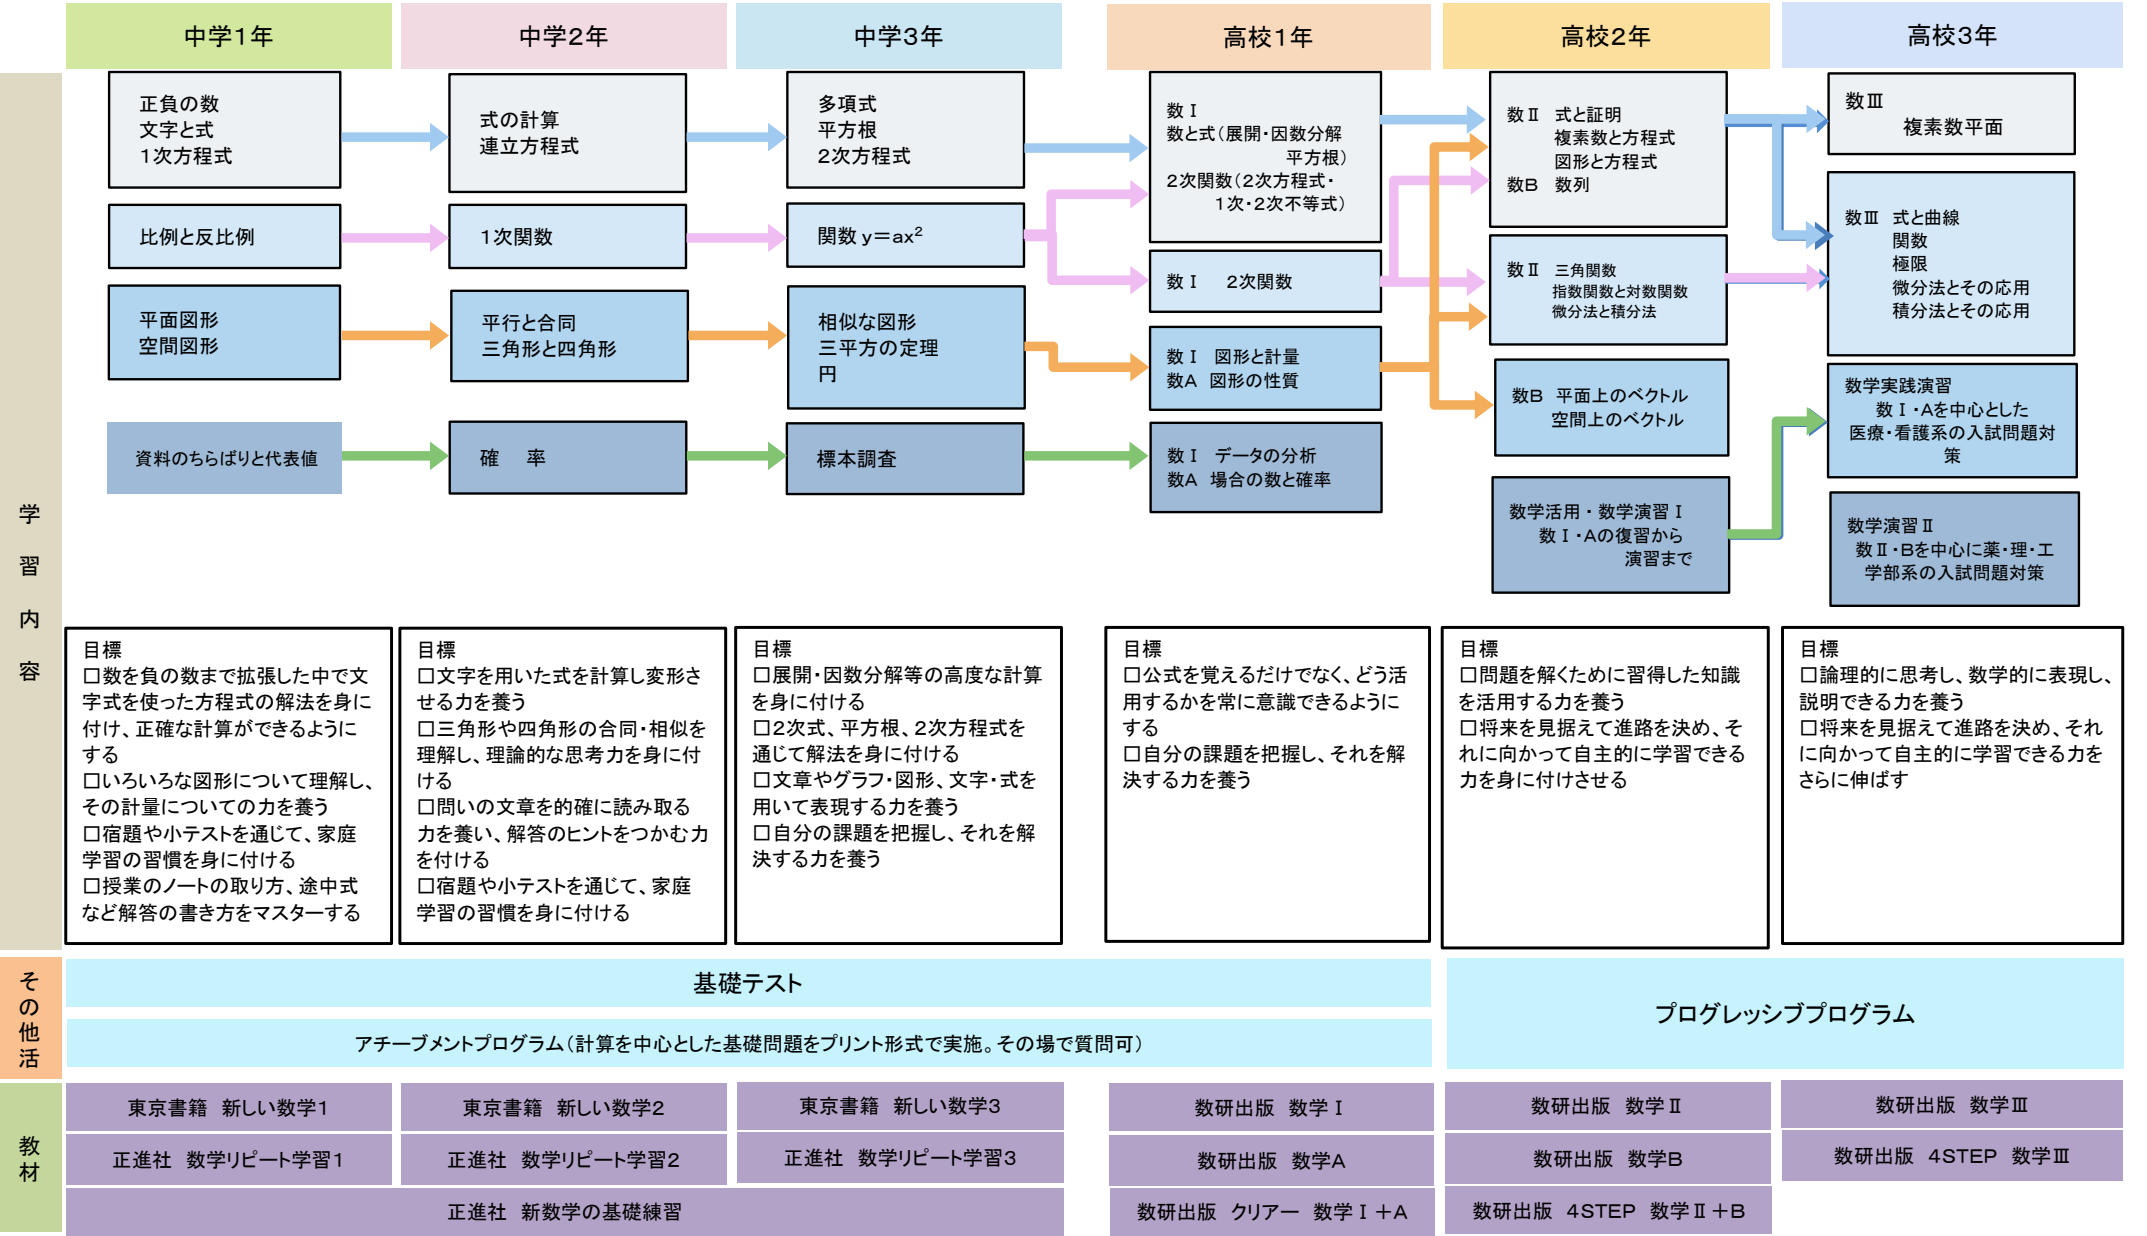 中学1年
中学2年
中学3年
高校1年
高校2年
高校3年
学習内容
正負の数
文字と式
1次方程式
式の計算
連立方程式
多項式
平方根
2次方程式
数Ⅰ
数と式(展開・因数分解
平方根)
2次関数(2次方程式・
1次・2次不等式)
数Ⅱ 式と証明
複素数と方程式
図形と方程式
数B 数列
数Ⅲ
複素数平面
比例と反比例
1次関数
関数 y=ax²
数Ⅰ 2次関数
数Ⅱ 三角関数
指数関数と対数関数
微分法と積分法
数Ⅲ 式と曲線
関数
極限
微分法とその応用
積分法とその応用
平面図形
空間図形
平行と合同
三角形と四角形
相似な図形
三平方の定理
円
数Ⅰ 図形と計量
数A 図形の性質
数B 平面上のベクトル
空間上のベクトル
数学実践演習
数Ⅰ・Aを中心とした
医療・看護系の入試問題対
策
資料のちらばりと代表値
確 率
標本調査
数Ⅰ データの分析
数A 場合の数と確率
数学活用・数学演習Ⅰ
数Ⅰ・Aの復習から
演習まで
数学演習Ⅱ
数Ⅱ・Bを中心に薬・理・工
学部系の入試問題対策
目標
□数を負の数まで拡張した中で文
字式を使った方程式の解法を身に
付け、正確な計算ができるように
する
□いろいろな図形について理解し、
その計量についての力を養う
□宿題や小テストを通じて、家庭
学習の習慣を身に付ける
□授業のノートの取り方、途中式
など解答の書き方をマスターする
目標
□文字を用いた式を計算し変形さ
せる力を養う
□三角形や四角形の合同・相似を
理解し、理論的な思考力を身に付
ける
□問いの文章を的確に読み取る
力を養い、解答のヒントをつかむ力
を付ける
□宿題や小テストを通じて、家庭
学習の習慣を身に付ける
目標
□展開・因数分解等の高度な計算
を身に付ける
□2次式、平方根、2次方程式を
通じて解法を身に付ける
□文章やグラフ・図形、文字・式を
用いて表現する力を養う
□自分の課題を把握し、それを解
決する力を養う
目標
□公式を覚えるだけでなく、どう活
用するかを常に意識できるように
する
□自分の課題を把握し、それを解
決する力を養う
目標
□問題を解くために習得した知識
を活用する力を養う
□将来を見据えて進路を決め、そ
れに向かって自主的に学習できる
力を身に付けさせる
目標
□論理的に思考し、数学的に表現し、
説明できる力を養う
□将来を見据えて進路を決め、それ
に向かって自主的に学習できる力を
さらに伸ばす
その他活
基礎テスト
アチーブメントプログラム(計算を中心とした基礎問題をプリント形式で実施。その場で質問可)
プログレッシブプログラム
教材
東京書籍 新しい数学1
東京書籍 新しい数学2
東京書籍 新しい数学3
数研出版 数学Ⅰ
数研出版 数学Ⅱ
数研出版 数学Ⅲ
正進社 数学リピート学習1
正進社 数学リピート学習2
正進社 数学リピート学習3
数研出版 数学A
数研出版 数学B
数研出版 4STEP 数学Ⅲ
正進社 新数学の基礎練習
数研出版 クリアー 数学Ⅰ+A
数研出版 4STEP 数学Ⅱ+B